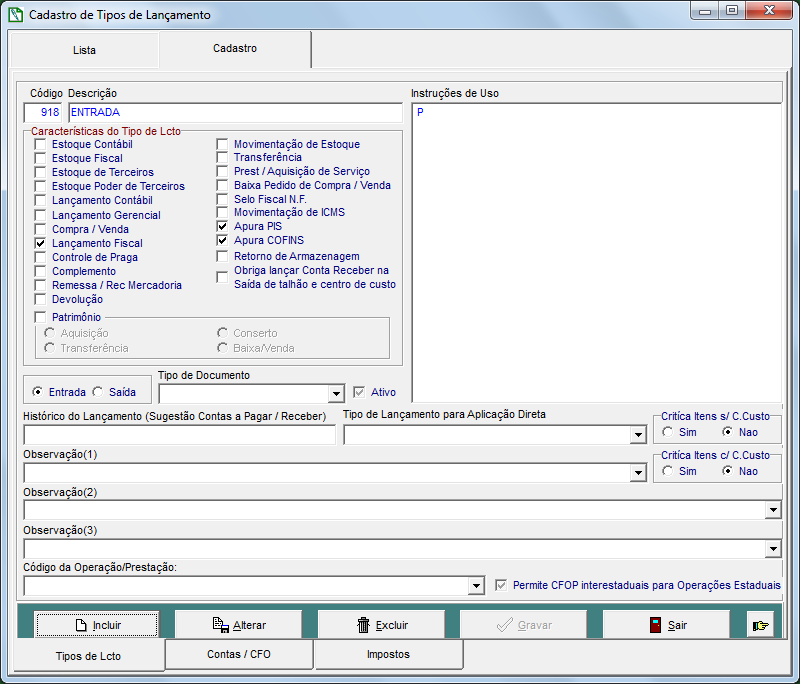 Cadastro de Tipos de Lançamento
Lista
Cadastro
Código Descrição
918 ENTRADA
Instruções de Uso
P
Características do Tipo de Lcto
Estoque Contábil
Estoque Fiscal
Estoque de Terceiros
Estoque Poder de Terceiros
Lançamento Contábil
Lançamento Gerencial
Compra / Venda
Lançamento Fiscal
Controle de Praga
Complemento
Remessa / Rec Mercadoria
Devolução
Movimentação de Estoque
Transferência
Prest / Aquisição de Serviço
Baixa Pedido de Compra / Venda
Selo Fiscal N.F.
Movimentação de ICMS
Apura PIS
Apura COFINS
Retorno de Armazenagem
Obriga lançar Conta Receber na
Saída de talhão e centro de custo
Patrimônio
Aquisição
Conserto
Transferência
Baixa/Venda
Entrada
Saída
Tipo de Documento
Ativo
Histórico do Lançamento (Sugestão Contas a Pagar / Receber)
Tipo de Lançamento para Aplicação Direta
Critíca Itens s/ C.Custo
Sim
Nao
Observação(1)
Critíca Itens c/ C.Custo
Sim
Nao
Observação(2)
Observação(3)
Código da Operação/Prestação:
Permite CFOP interestaduais para Operações Estaduais
Incluir
Alterar
Excluir
Gravar
Sair
Tipos de Lcto
Contas / CFO
Impostos